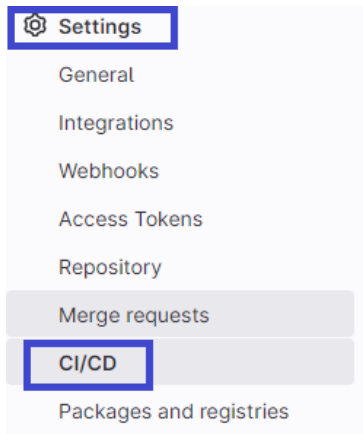 Settings
General
Integrations
Webhooks
Access Tokens
Repository
Merge requests
CI/CD
Packages and registries